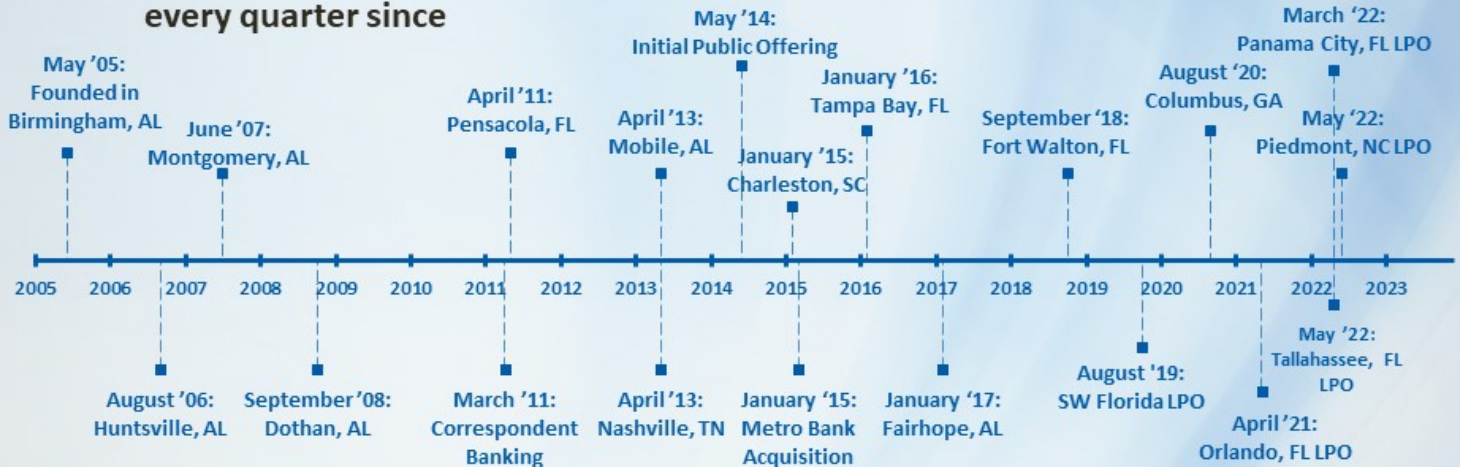 every quarter since
May ’05:
Founded in
Birmingham, AL
June ’07:
Montgomery, AL
April ’11:
Pensacola, FL
April ’13:
Mobile, AL
May ’14:
Initial Public Offering
January ’15:
Charleston, SC
January ’16:
Tampa Bay, FL
September ‘18:
Fort Walton, FL
August ‘20:
Columbus, GA
March ‘22:
Panama City, FL LPO
May ‘22:
Piedmont, NC LPO
2005 2006 2007 2008 2009 2010 2011 2012 2013 2014 2015 2016 2017 2018 2019 2020 2021 2022 2023
August ’06:
Huntsville, AL
September ’08:
Dothan, AL
March ’11:
Correspondent
Banking
April ’13:
Nashville, TN
January ‘15:
Metro Bank
Acquisition
January ‘17:
Fairhope, AL
August '19:
SW Florida LPO
April ’21:
Orlando, FL LPO
May ’22:
Tallahassee, FL
LPO